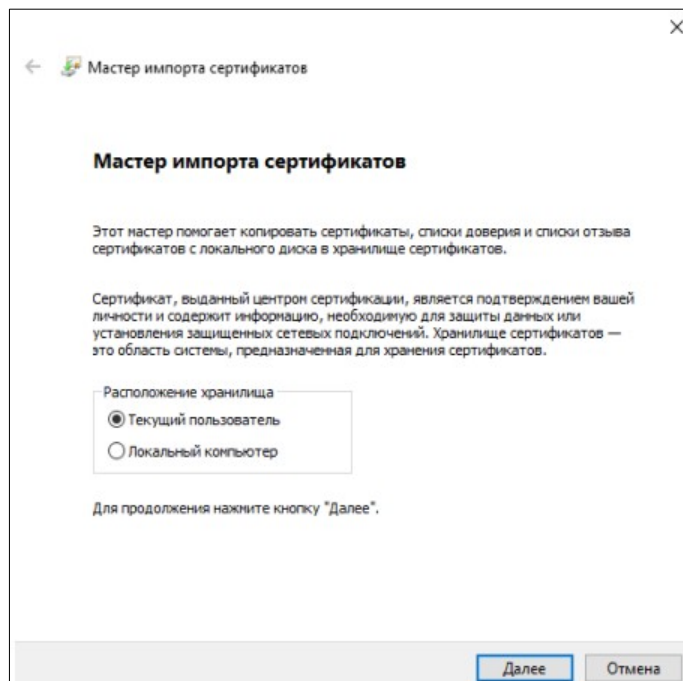 Мастер импорта сертификатов
Мастер импорта сертификатов
Этот мастер помогает копировать сертификаты, списки доверия и списки отзыва
сертификатов с локального диска в хранилище сертификатов.
Сертификат, выданный центром сертификации, является подтверждением вашей
личности и содержит информацию, необходимую для защиты данных или
установления защищенных сетевых подключений. Хранилище сертификатов —
это область системы, предназначенная для хранения сертификатов.
Расположение хранилища
Текущий пользователь
Локальный компьютер
Для продолжения нажмите кнопку "Далее".
Далее Отмена